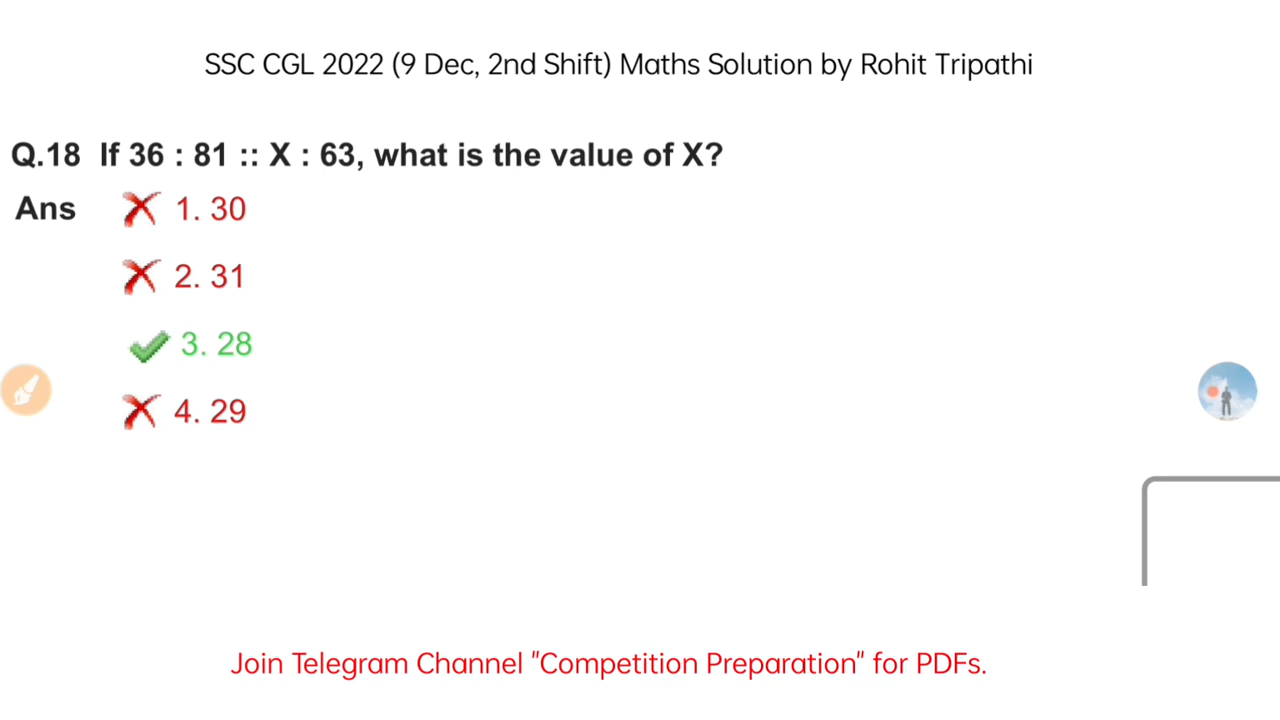 SSC CGL 2022 (9 Dec, 2nd Shift) Maths Solution by Rohit Tripathi
Q.18 If 36 : 81 :: X : 63, what is the value of X?
Ans 1. 30
2. 31
3. 28
4. 29
Join Telegram Channel "Competition Preparation" for PDFs.